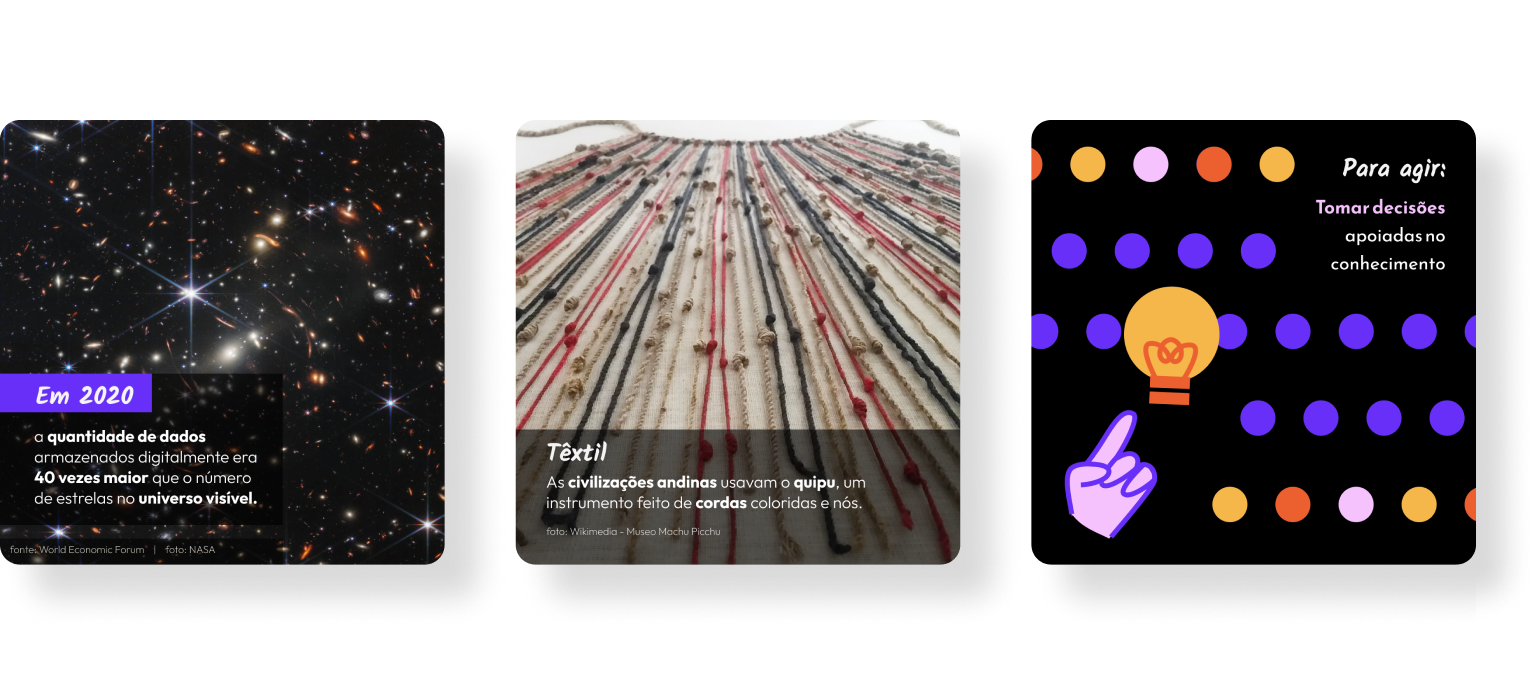 Em 2020
a quantidade de dados
armazenados digitalmente era
40 vezes maior que o número
de estrelas no universo visível.
fonte: World Economic Forum | foto: NASA
Têxtil
As civilizações andinas usavam o quipu, um
instrumento feito de cordas coloridas e nós.
foto: Wikimedia - Museo Machu Picchu
Para agir:
Tomar decisões
apoiadas no
conhecimento